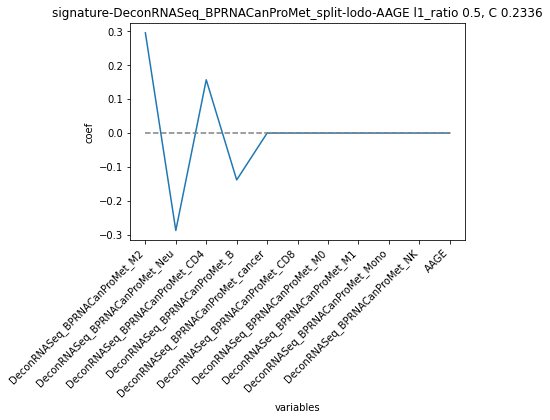 signature-DeconRNASeq_BPRNACanProMet_split-lodo-AAGE l1_ratio 0.5, C 0.2336
0.3
0.2
0.1
0.0
−0.1
−0.2
−0.3
coef
DeconRNASeq_BPRNACanProMet_M2
DeconRNASeq_BPRNACanProMet_Neu
DeconRNASeq_BPRNACanProMet_CD4
DeconRNASeq_BPRNACanProMet_B
DeconRNASeq_BPRNACanProMet_cancer
DeconRNASeq_BPRNACanProMet_CD8
DeconRNASeq_BPRNACanProMet_M0
DeconRNASeq_BPRNACanProMet_M1
DeconRNASeq_BPRNACanProMet_Mono
DeconRNASeq_BPRNACanProMet_NK
AAGE
variables